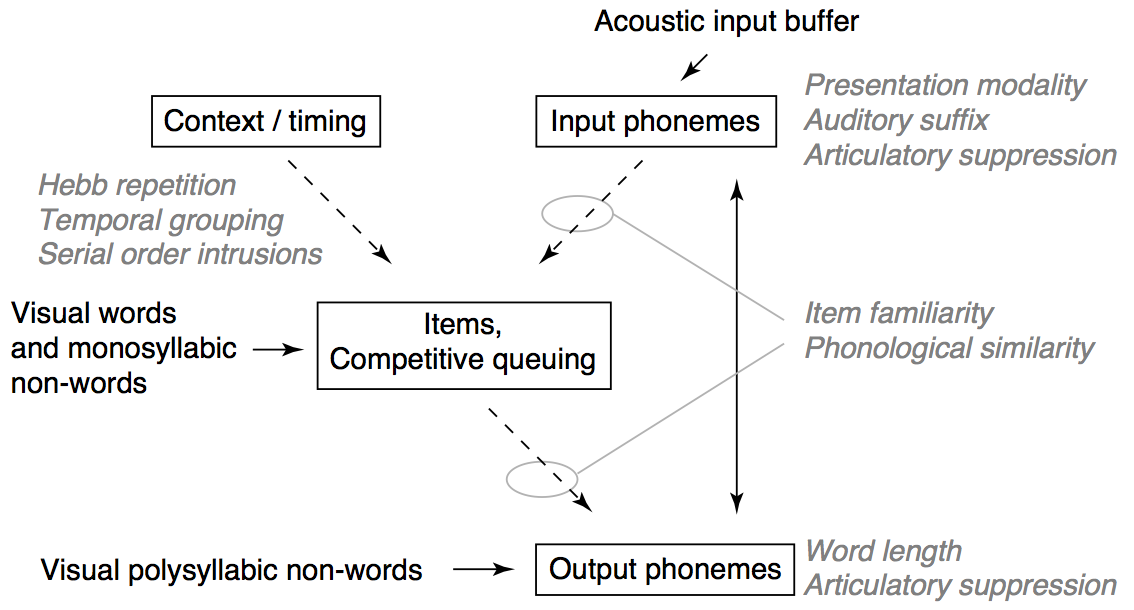 Acoustic input buffer
Context / timing
Input phonemes
Presentation modality
Auditory suffix
Articulatory suppression
Hebb repetition
Temporal grouping
Serial order intrusions
Visual words
and monosyllabic
non-words
Items,
Competitive queuing
Item familiarity
Phonological similarity
Visual polysyllabic non-words
Output phonemes
Word length
Articulatory suppression